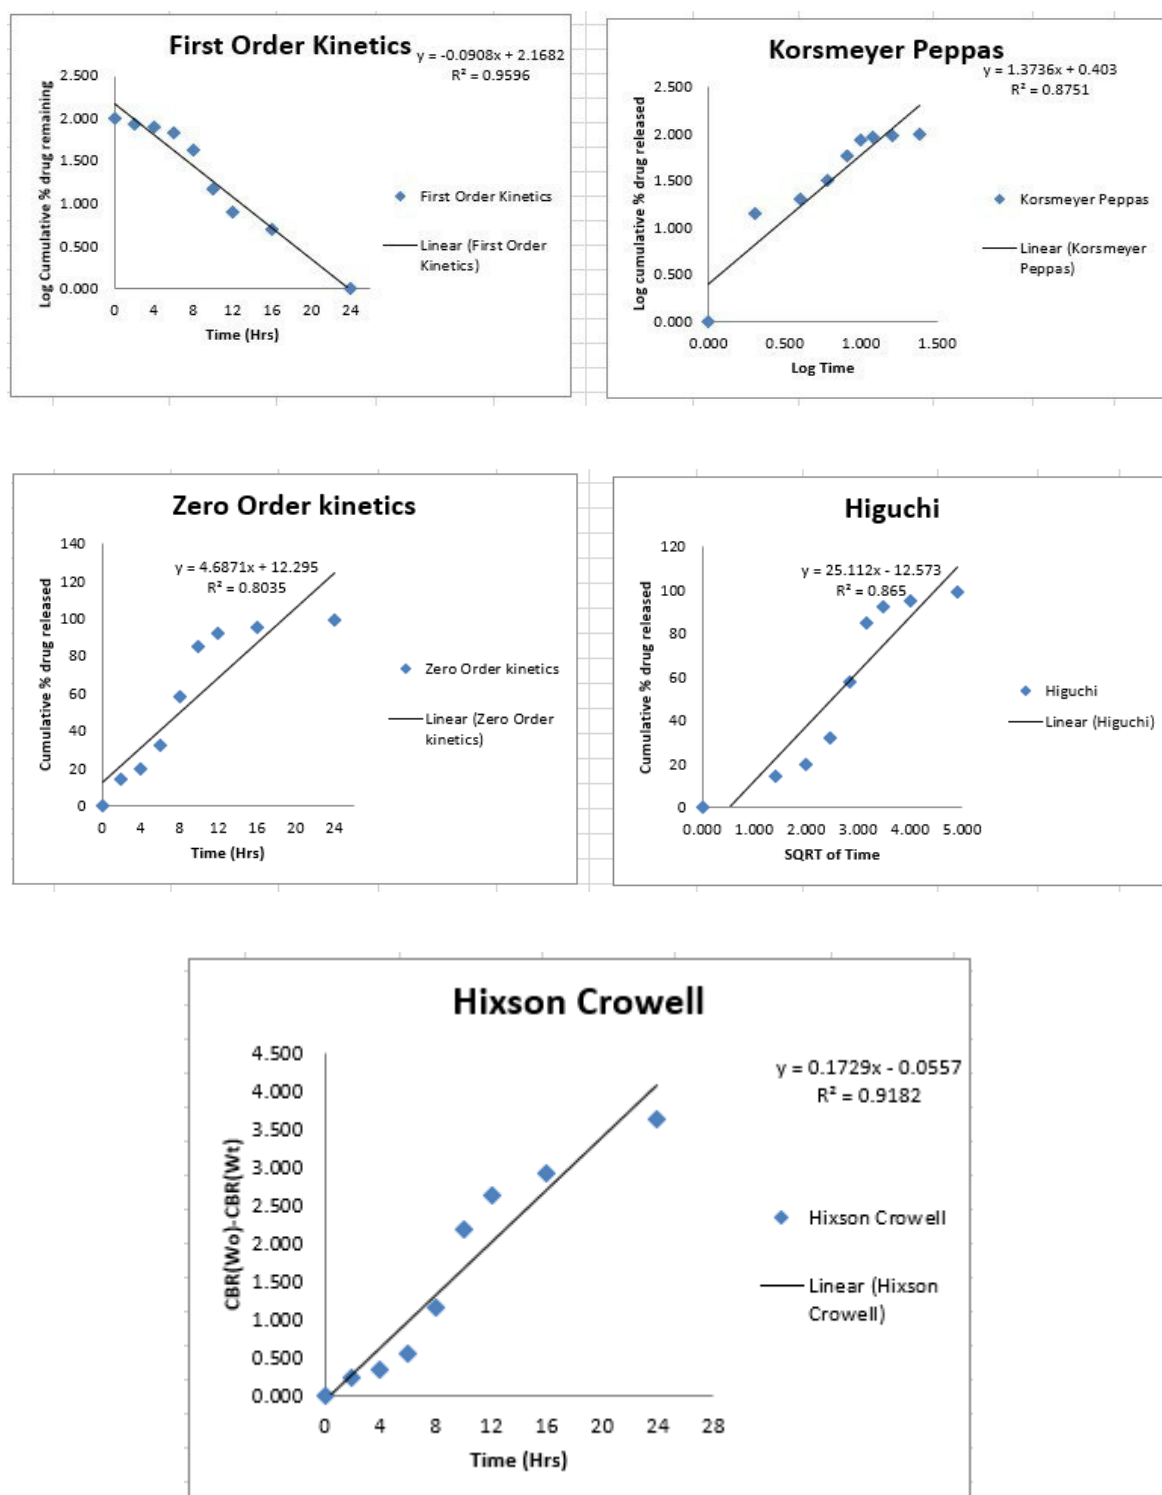 First Order Kinetics
y = -0.0908x + 2.1682
R² = 0.9596
Log Cumulative % drug remaining
2.500
2.000
1.500
1.000
0.500
0.000
0 4 8 12 16 20 24
Time (Hrs)
First Order Kinetics
Linear (First Order
Kinetics)
Korsmeyer Peppas
y = 1.3736x + 0.403
R² = 0.8751
Log cumulative % drug released
2.500
2.000
1.500
1.000
0.500
0.000
0.000 0.500 1.000 1.500
Log Time
Korsmeyer Peppas
Linear (Korsmeyer
Peppas)
Zero Order kinetics
y = 4.6871x + 12.295
R² = 0.8035
Cumulative % drug released
140
120
100
80
60
40
20
0
0 4 8 12 16 20 24
Time (Hrs)
Zero Order kinetics
Linear (Zero Order
kinetics)
Higuchi
y = 25.112x - 12.573
R² = 0.865
Cumulative % drug released
120
100
80
60
40
20
0
0.000 1.000 2.000 3.000 4.000 5.000
SQRT of Time
Higuchi
Linear (Higuchi)
Hixson Crowell
y = 0.1729x - 0.0557
R² = 0.9182
CBR(Wo)-CBR(Wt)
4.500
4.000
3.500
3.000
2.500
2.000
1.500
1.000
0.500
0.000
0 4 8 12 16 20 24 28
Time (Hrs)
Hixson Crowell
Linear (Hixson
Crowell)